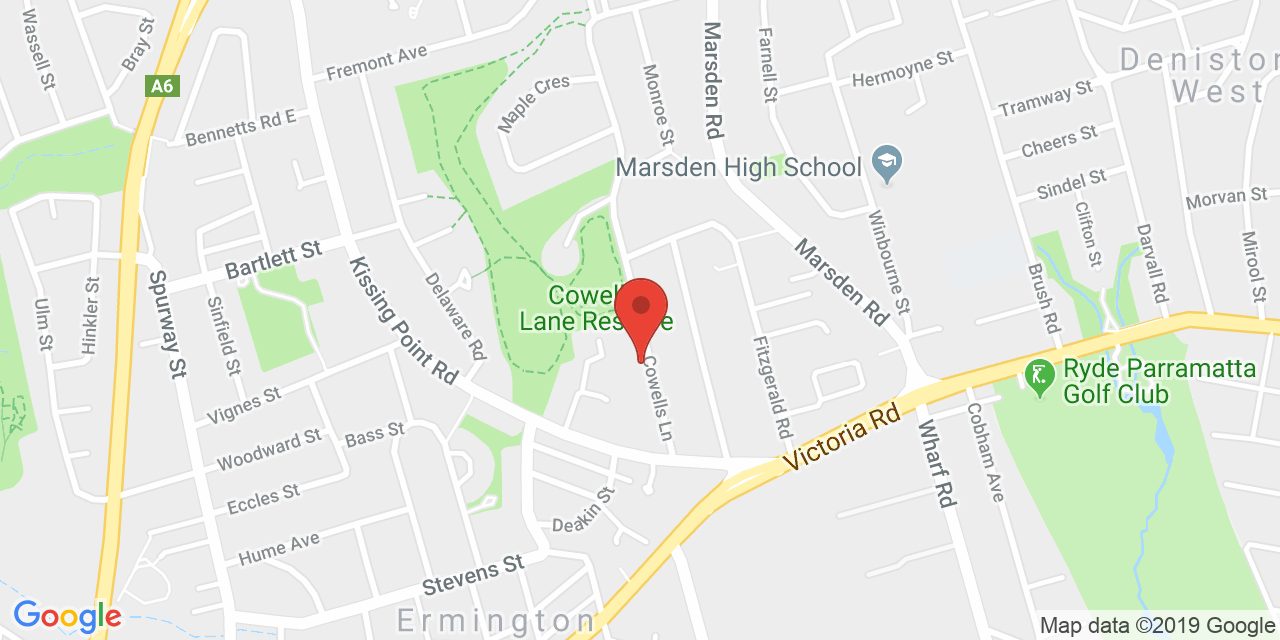 Wassell St
Bray St
A6
Fremont Ave
Bennetts Rd E
Maple Cres
Monroe St
Marsden Rd
Farnell St
Hermoyne St
Deniston
West
Tramway St
Cheers St
Sindel St
Clifton St
Morvan St
Darvall Rd
Mirool St
Marsden High School
Winbourne St
Marsden Rd
Brush Rd
Bartlett St
Kissing Point Rd
Delaware Rd
Spurway St
Sinfield St
Hinkler St
Ulm St
Lane Res
Cowells Ln
Fitzgerald Rd
Ryde Parramatta
Golf Club
Victoria Rd
Wharf Rd
Cobham Ave
Vignes St
Woodward St
Bass St
Eccles St
Hume Ave
Deakin St
Stevens St
Ermington
Google
Map data ©2019 Google